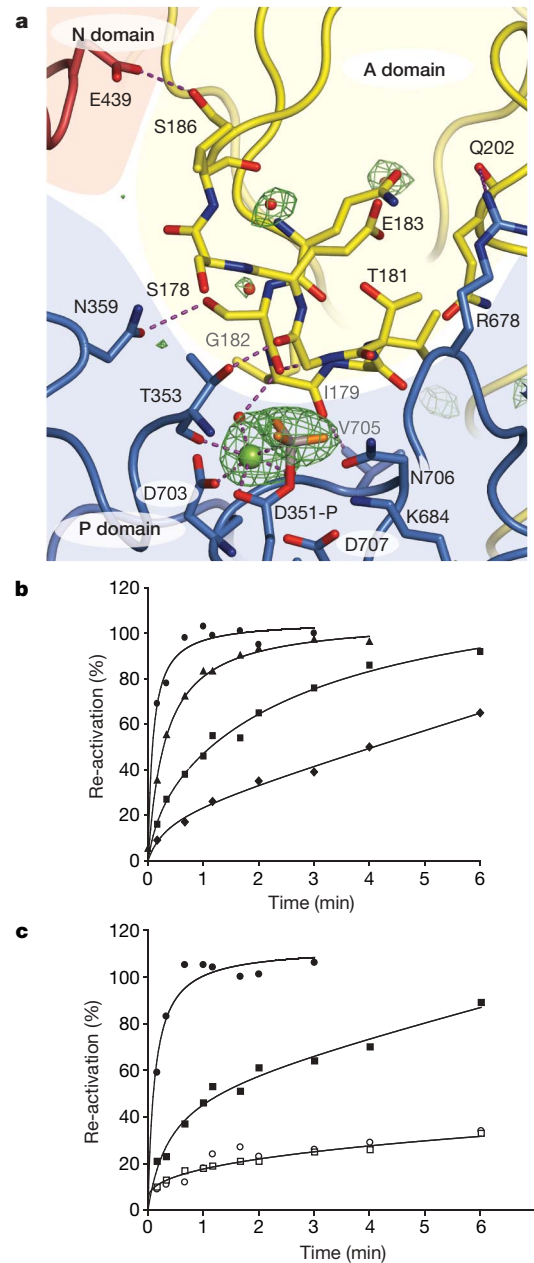 a
N domain
A domain
E439
S186
Q202
E183
S178
T181
N359
G182
R678
T353
I179
V705
D703
N706
D351-P
K684
P domain
D707
b
120
100
80
60
40
20
0
Re-activation (%)
0 1 2 3 4 5 6
Time (min)
c
120
100
80
60
40
20
0
Re-activation (%)
0 1 2 3 4 5 6
Time (min)